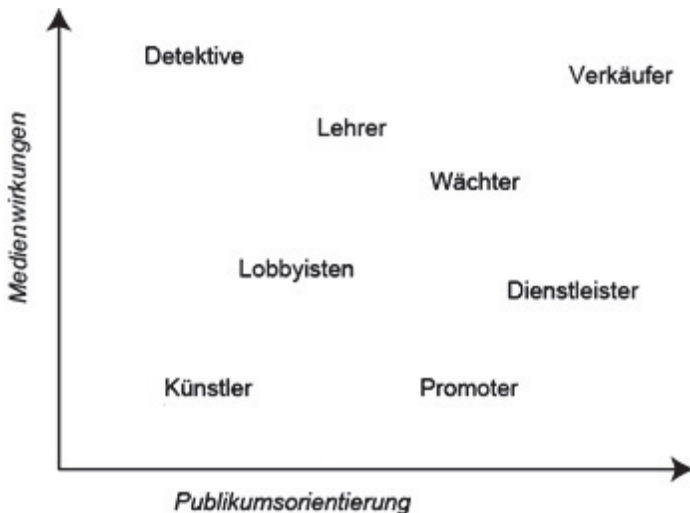 Detektive
Verkäufer
Lehrer
Wächter
Lobbyisten
Dienstleister
Künstler
Promoter
Medienwirkungen
Publikumsorientierung